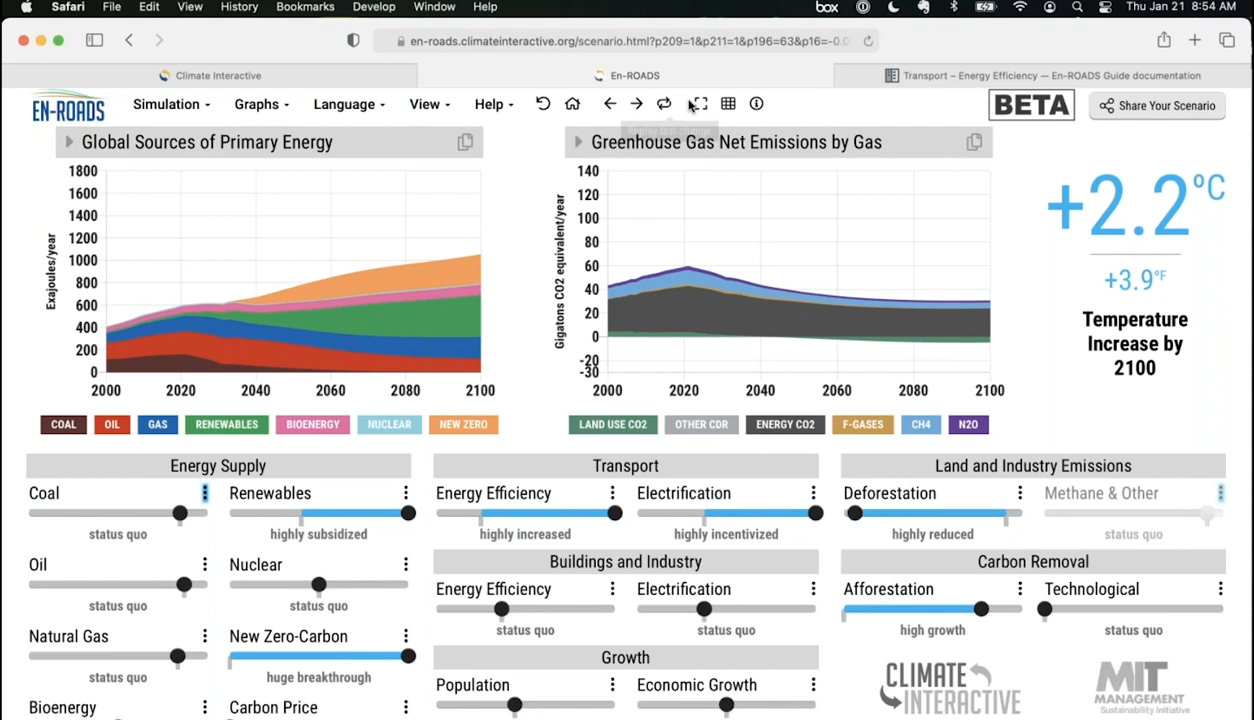 Safari File Edit View History Bookmarks Develop Window Help
box Thu Jan 21 8:54 AM
en-roads.climateinteractive.org/scenario.html?p209=1&p211=1&p196=63&p16=-0.0
Climate Interactive
En-ROADS
Transport – Energy Efficiency — En-ROADS Guide documentation
EN-ROADS
Simulation Graphs Language View Help
BETA
Share Your Scenario
Replay last change
Global Sources of Primary Energy
Exajoules/year
1800
1600
1400
1200
1000
800
600
400
200
0
2000 2020 2040 2060 2080 2100
COAL OIL GAS RENEWABLES BIOENERGY NUCLEAR NEW ZERO
Greenhouse Gas Net Emissions by Gas
Gigatons CO2 equivalent/year
140
120
100
80
60
40
20
0
-20
-30
2000 2020 2040 2060 2080 2100
LAND USE CO2 OTHER CDR ENERGY CO2 F-GASES CH4 N2O
+2.2ºC
+3.9°F
Temperature
Increase by
2100
Energy Supply
Coal
status quo
Renewables
highly subsidized
Oil
status quo
Nuclear
status quo
Natural Gas
status quo
New Zero-Carbon
huge breakthrough
Bioenergy
Carbon Price
Transport
Energy Efficiency
highly increased
Electrification
highly incentivized
Buildings and Industry
Energy Efficiency
status quo
Electrification
status quo
Growth
Population
Economic Growth
Land and Industry Emissions
Deforestation
highly reduced
Methane & Other
status quo
Carbon Removal
Afforestation
high growth
Technological
status quo
CLIMATE
INTERACTIVE
MIT
MANAGEMENT
Sustainability Initiative